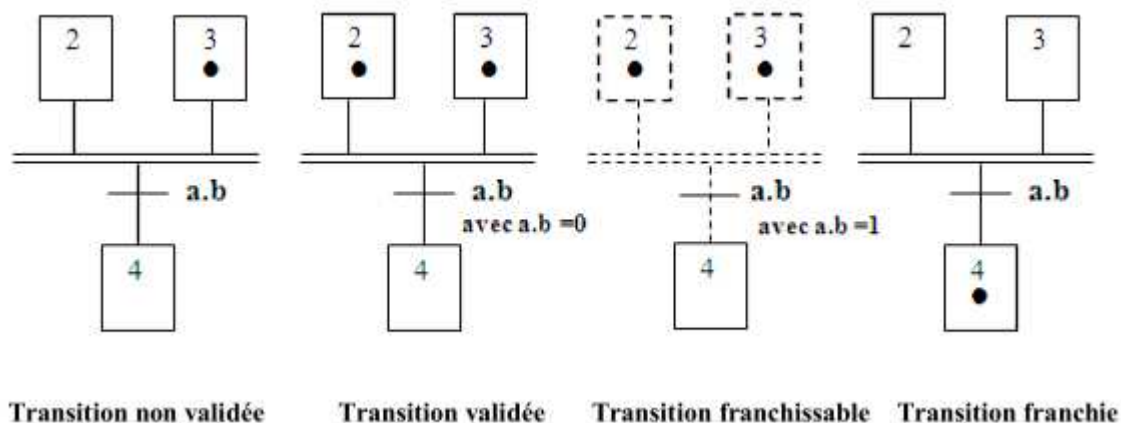 2 3 2 3 2 3 2 3
a.b a.b a.b a.b
avec a.b =0 avec a.b =1
4 4 4 4
Transition non validée Transition validée Transition franchissable Transition franchie